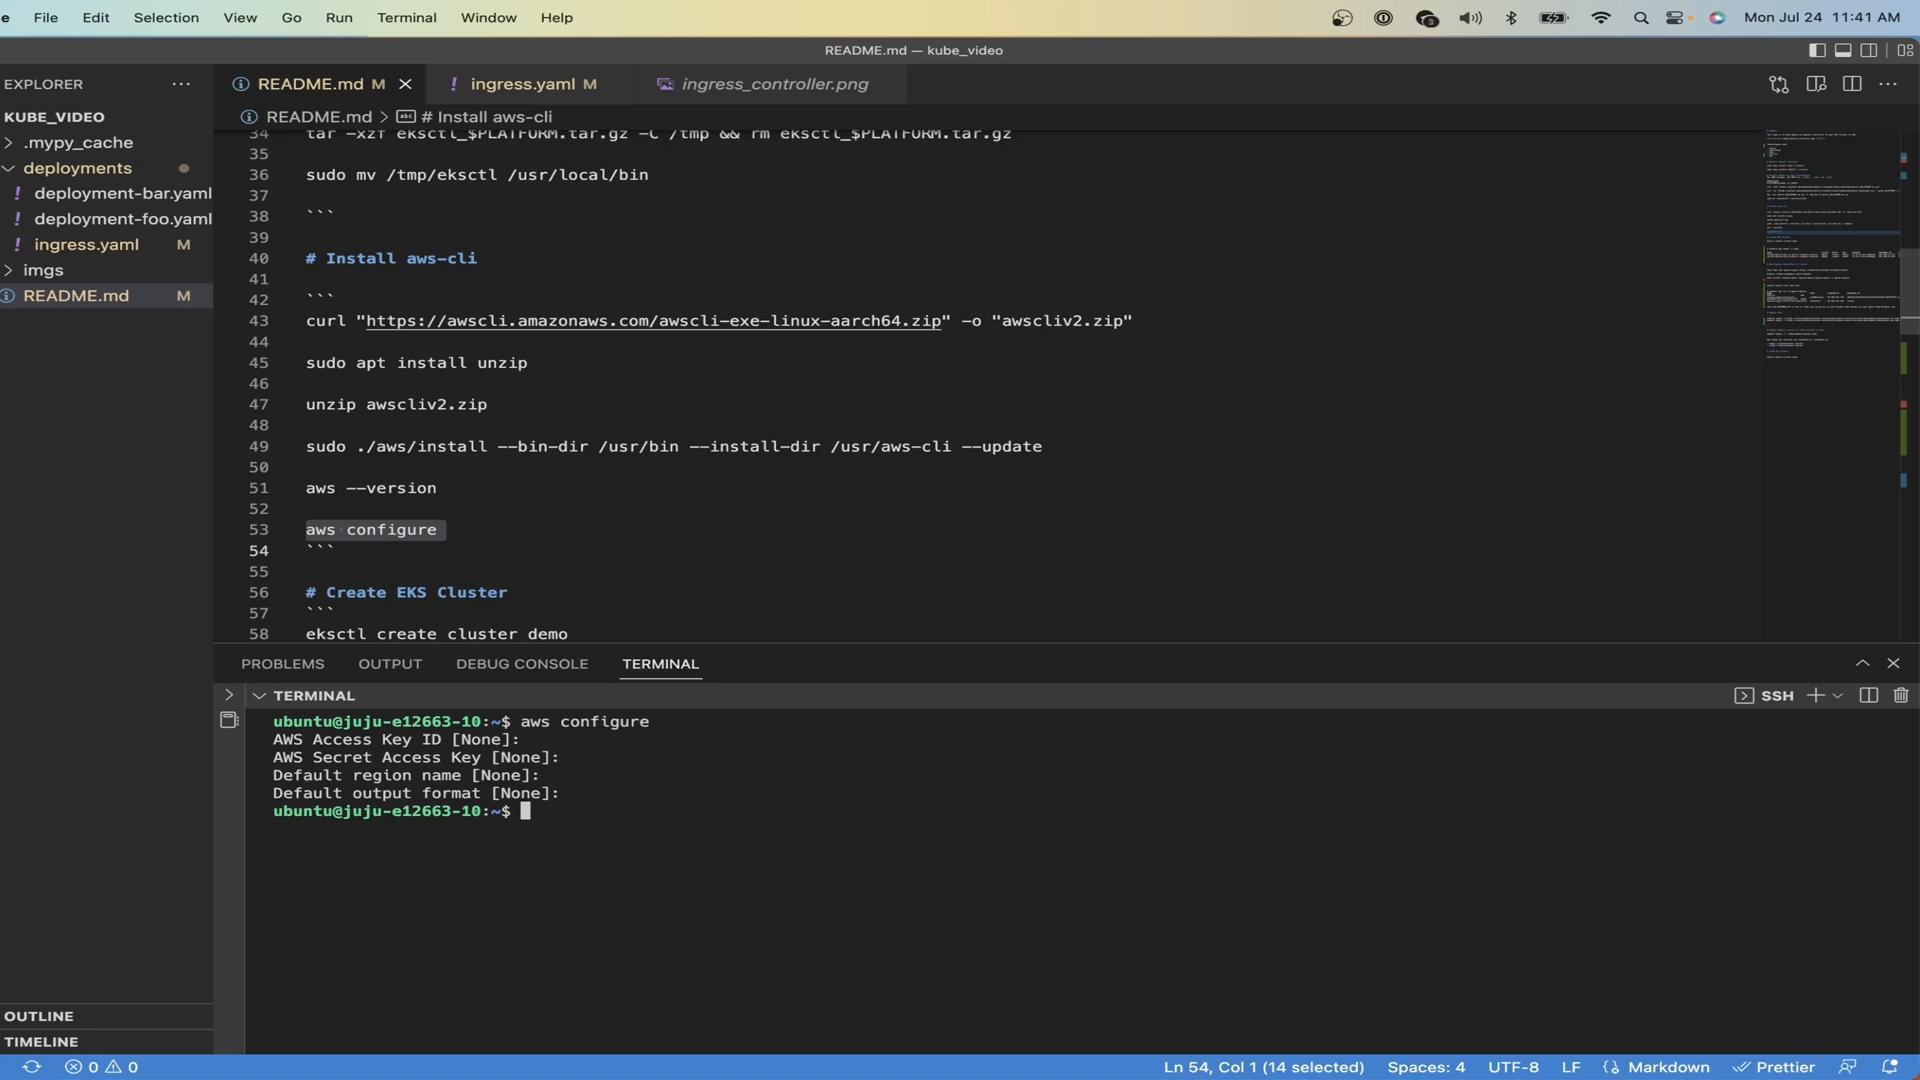 e File Edit Selection View Go Run Terminal Window Help Mon Jul 24 11:41 AM
README.md — kube_video
EXPLORER
README.md M
ingress.yaml M
ingress_controller.png
README.md > # Install aws-cli
KUBE_VIDEO
.mypy_cache
deployments
deployment-bar.yaml
deployment-foo.yaml
ingress.yaml M
imgs
README.md M
OUTLINE
TIMELINE
34 tar -xzf eksctl_$PLATFORM.tar.gz -C /tmp && rm eksctl_$PLATFORM.tar.gz
35
36 sudo mv /tmp/eksctl /usr/local/bin
37
38 ```
39
40 # Install aws-cli
41
42 ```
43 curl "https://awscli.amazonaws.com/awscli-exe-linux-aarch64.zip" -o "awscliv2.zip"
44
45 sudo apt install unzip
46
47 unzip awscliv2.zip
48
49 sudo ./aws/install --bin-dir /usr/bin --install-dir /usr/aws-cli --update
50
51 aws --version
52
53 aws configure
54 ```
55
56 # Create EKS Cluster
57 ```
58 eksctl create cluster demo
PROBLEMS OUTPUT DEBUG CONSOLE TERMINAL
TERMINAL SSH
ubuntu@juju-e12663-10:~$ aws configure
AWS Access Key ID [None]:
AWS Secret Access Key [None]:
Default region name [None]:
Default output format [None]:
ubuntu@juju-e12663-10:~$
0 0 Ln 54, Col 1 (14 selected) Spaces: 4 UTF-8 LF Markdown Prettier